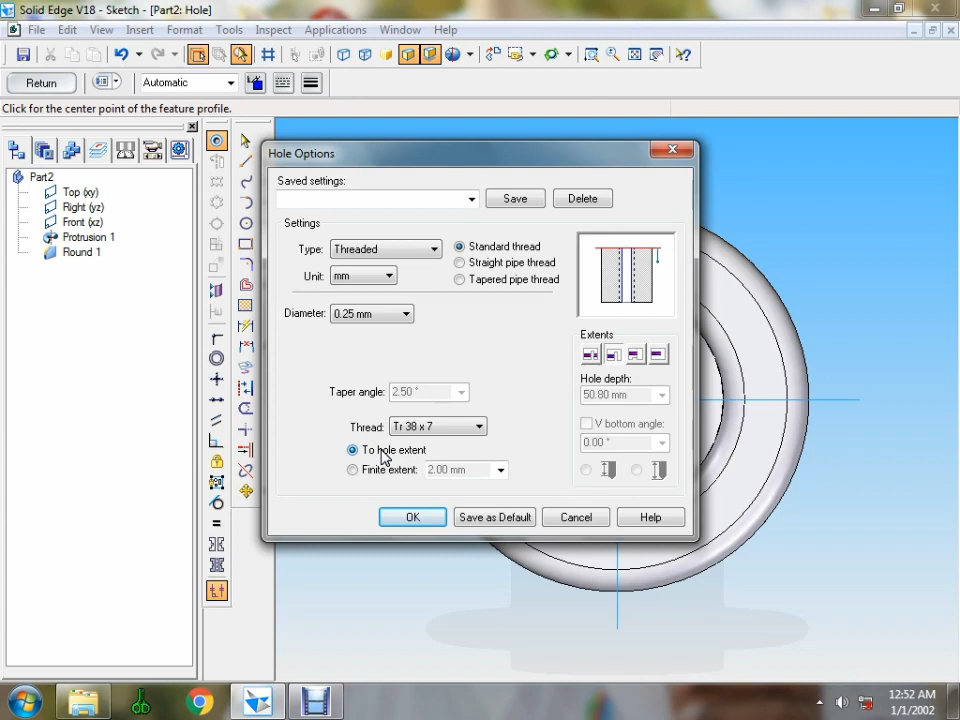 Solid Edge V18 - Sketch - [Part2: Hole]
File Edit View Insert Format Tools Inspect Applications Window Help
Return Automatic
Click for the center point of the feature profile.
Part2
Top (xy)
Right (yz)
Front (xz)
Protrusion 1
Round 1
Hole Options
Saved settings:
Save Delete
Settings
Type: Threaded
Unit: mm
Standard thread
Straight pipe thread
Tapered pipe thread
Diameter: 0.25 mm
Extents
Hole depth:
50.80 mm
Taper angle: 2.50 °
V bottom angle:
0.00 °
Thread: Tr 38 x 7
To hole extent
Finite extent: 2.00 mm
OK Save as Default Cancel Help
12:52 AM
1/1/2002